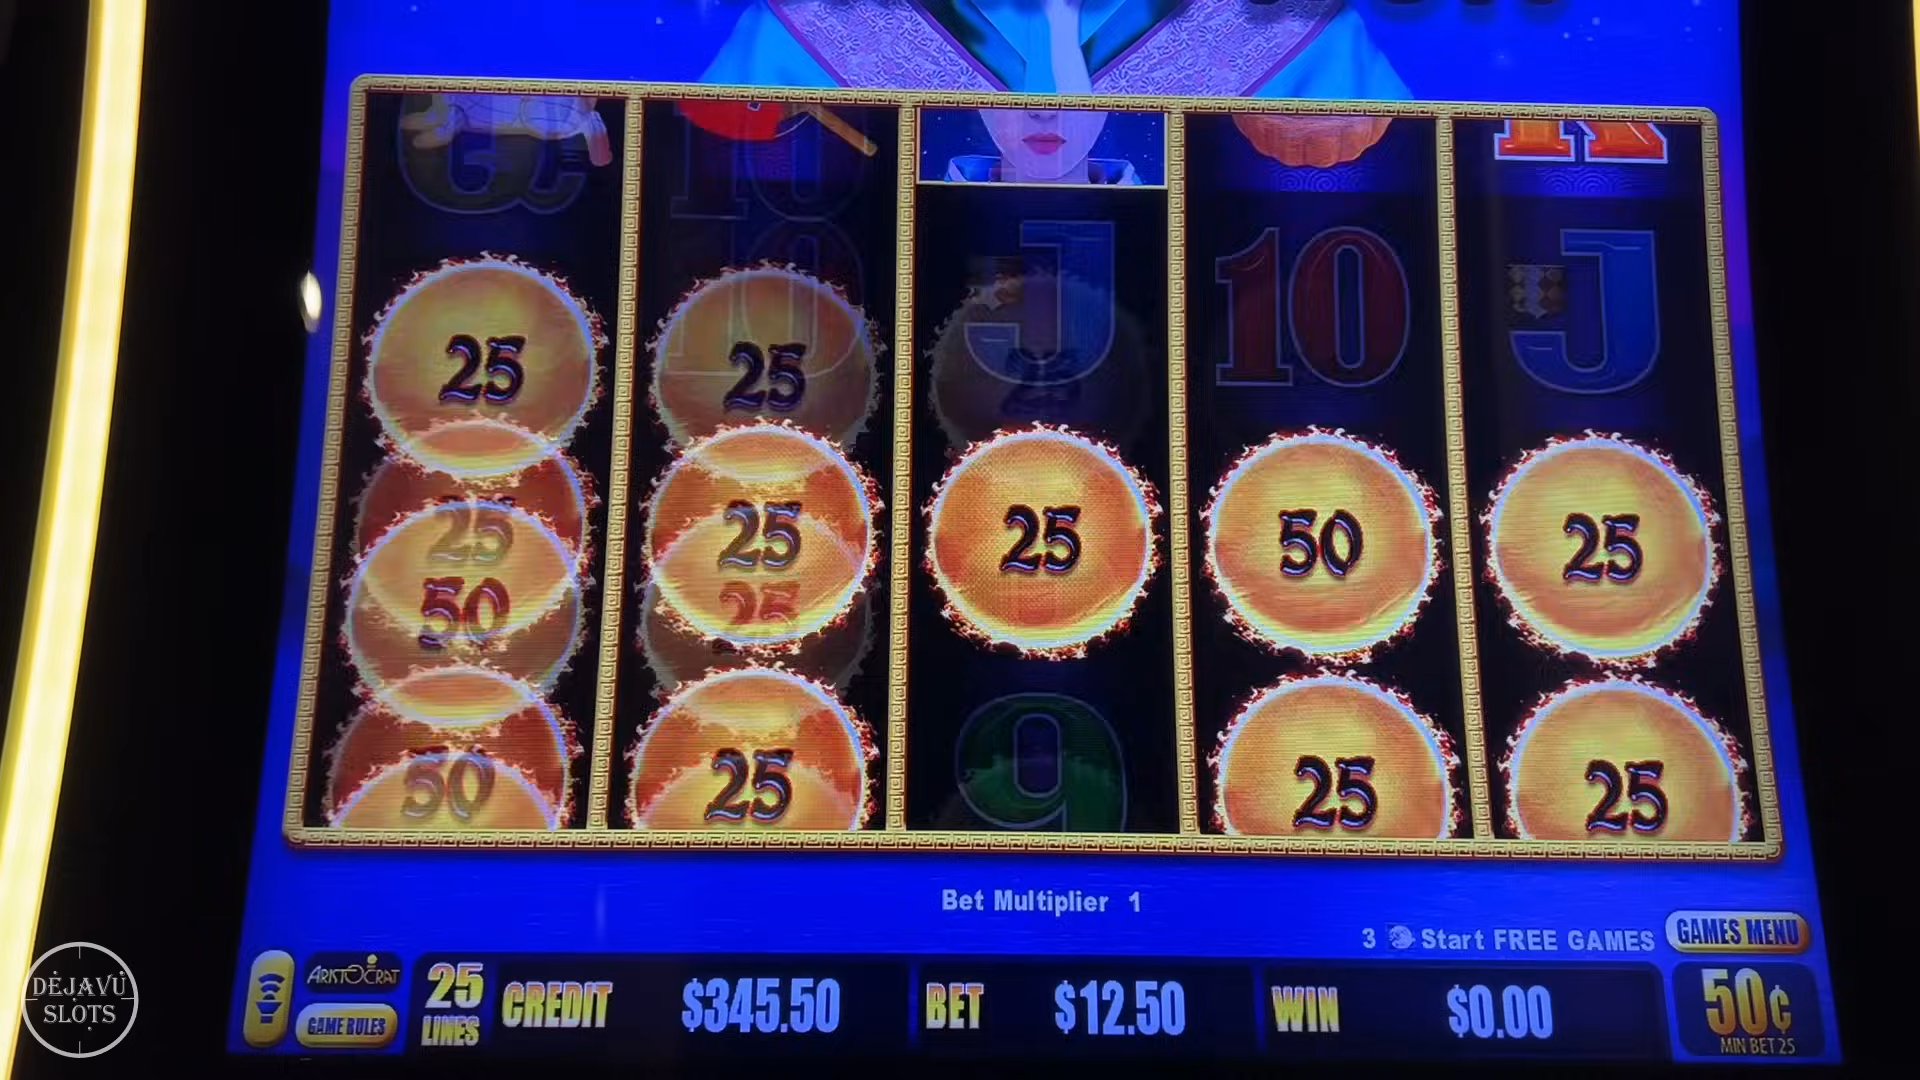 K
10
J
10
J
25
25
25
25
25
50
25
25
50
25
25
25
50
9
25
25
Bet Multiplier 1
3 Start FREE GAMES
GAMES MENU
ARISTOCRAT
GAME RULES
25 LINES
CREDIT $345.50
BET $12.50
WIN $0.00
50¢
MIN BET 25
DEJAVU
SLOTS